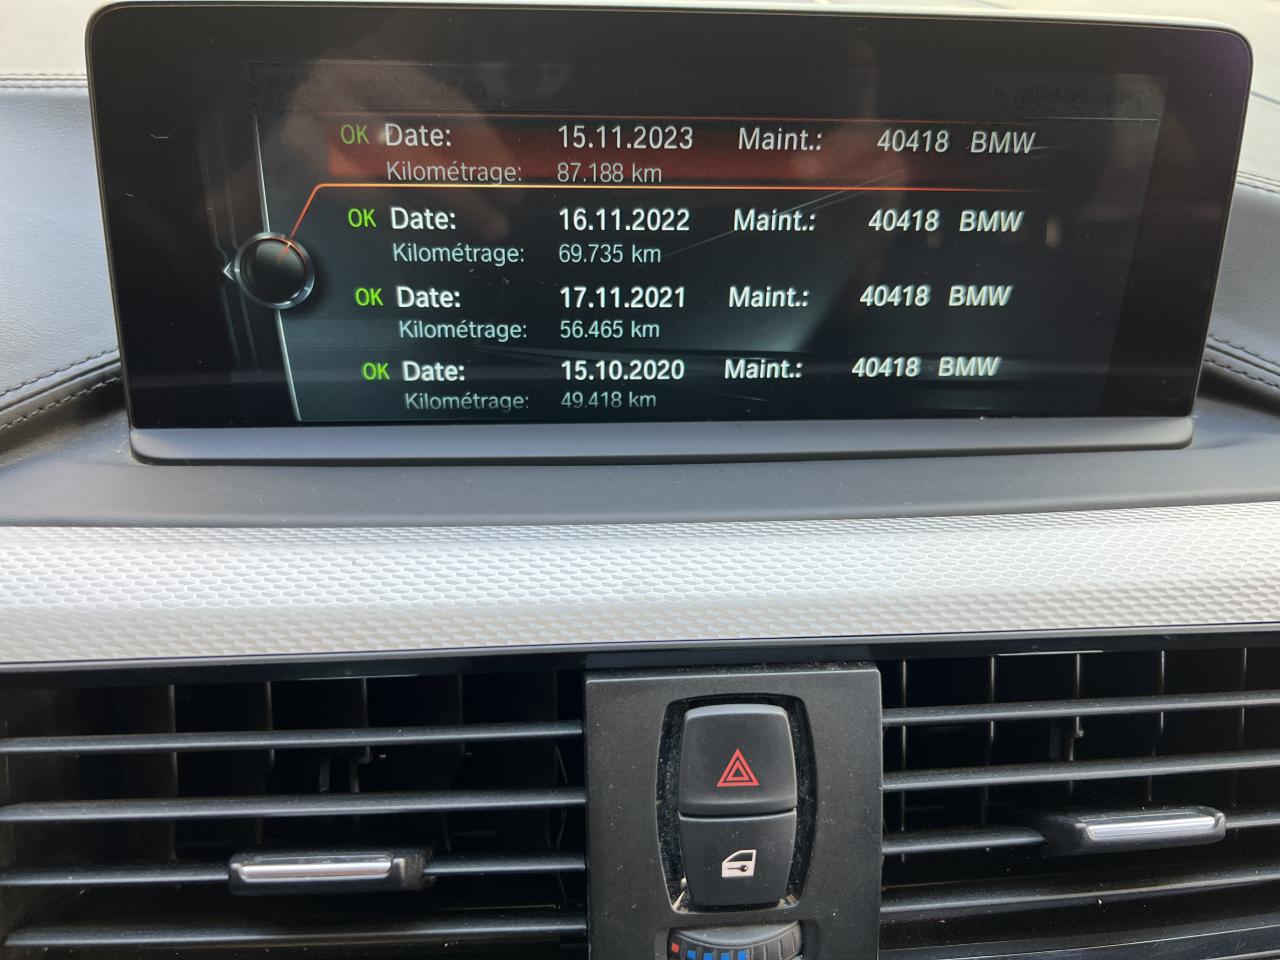 OK Date: 15.11.2023 Maint.: 40418 BMW
Kilométrage: 87.188 km
OK Date: 16.11.2022 Maint.: 40418 BMW
Kilométrage: 69.735 km
OK Date: 17.11.2021 Maint.: 40418 BMW
Kilométrage: 56.465 km
OK Date: 15.10.2020 Maint.: 40418 BMW
Kilométrage: 49.418 km